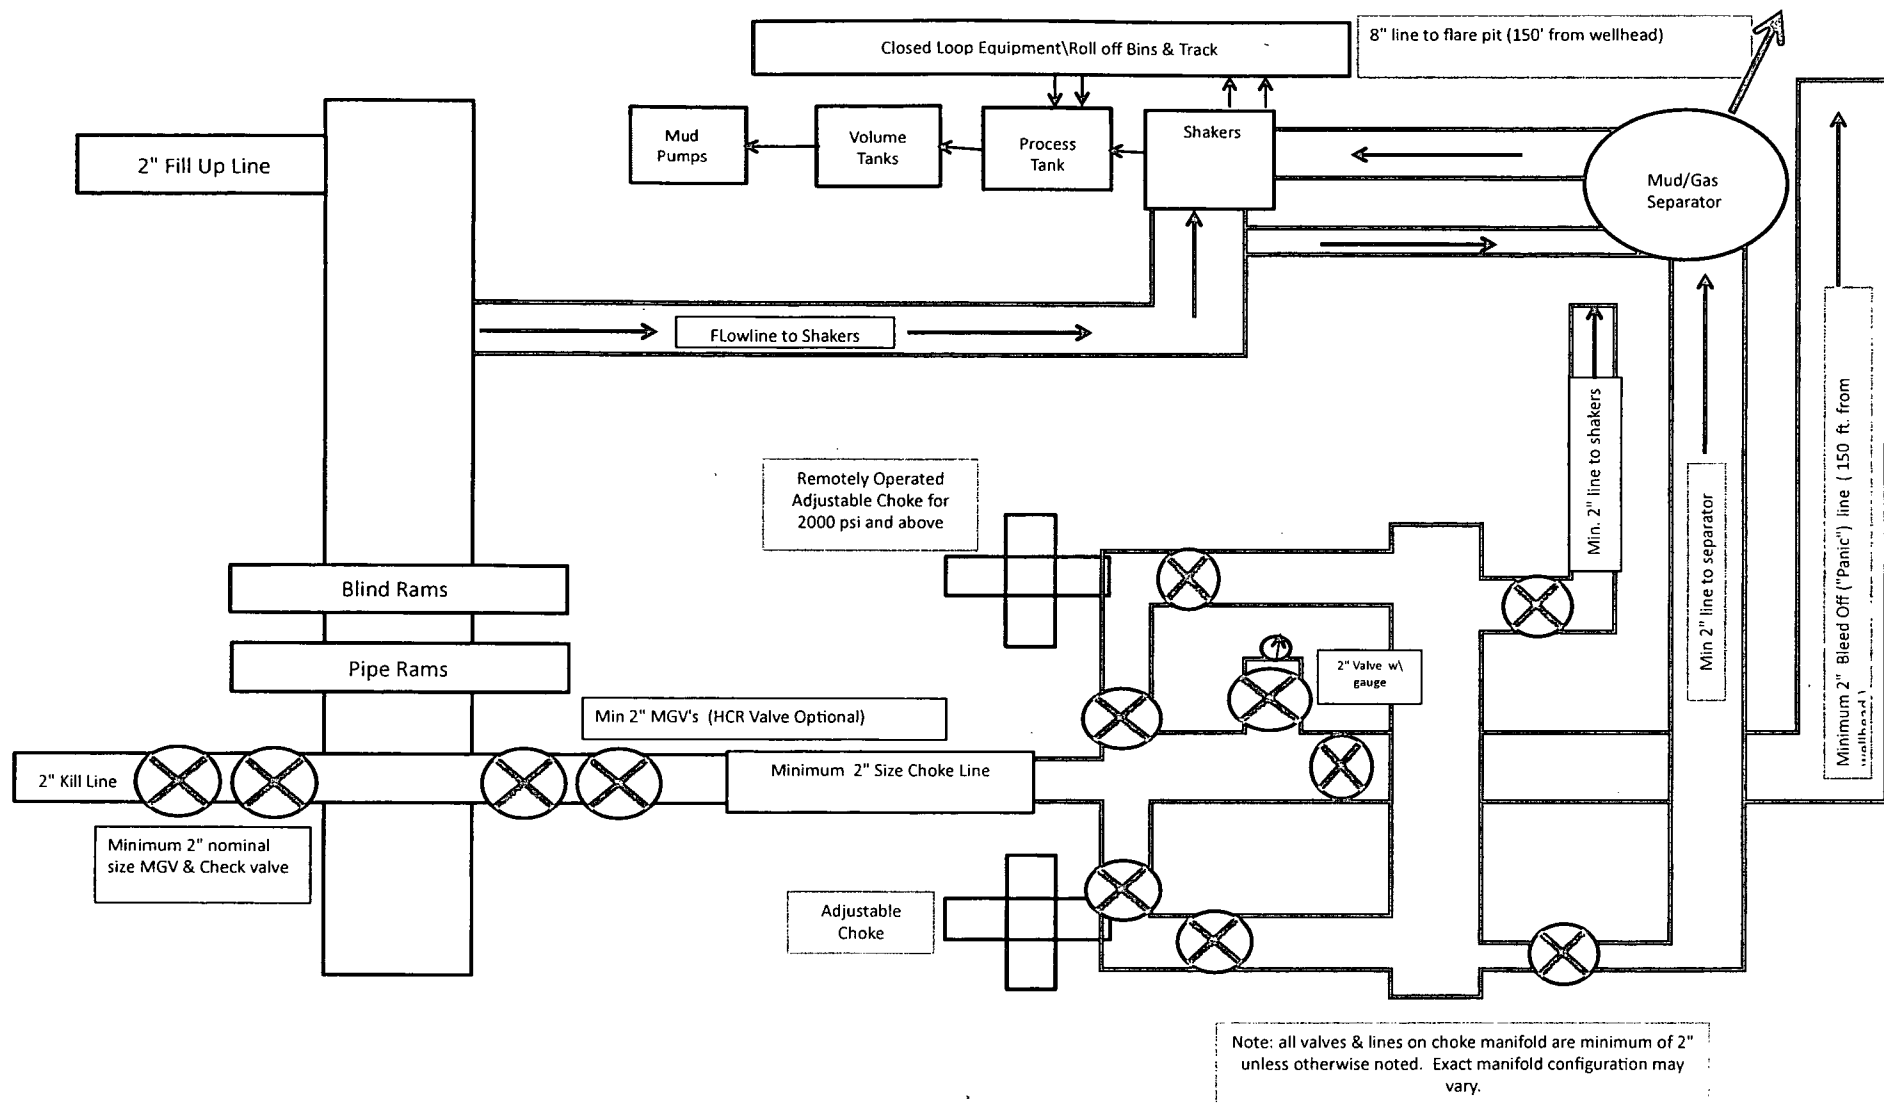 Closed Loop Equipment\Roll off Bins & Track
8" line to flare pit (150' from wellhead)
Mud
Pumps
Volume
Tanks
Process
Tank
Shakers
Mud/Gas
Separator
2" Fill Up Line
FLowline to Shakers
Remotely Operated
Adjustable Choke for
2000 psi and above
Min. 2" line to shakers
Min 2" line to separator
Minimum 2" Bleed Off ("Panic") line ( 150 ft. from
wellhead)
Blind Rams
Pipe Rams
2" Valve w\
gauge
Min 2" MGV's (HCR Valve Optional)
2" Kill Line
Minimum 2" Size Choke Line
Minimum 2" nominal
size MGV & Check valve
Adjustable
Choke
Note: all valves & lines on choke manifold are minimum of 2"
unless otherwise noted. Exact manifold configuration may
vary.